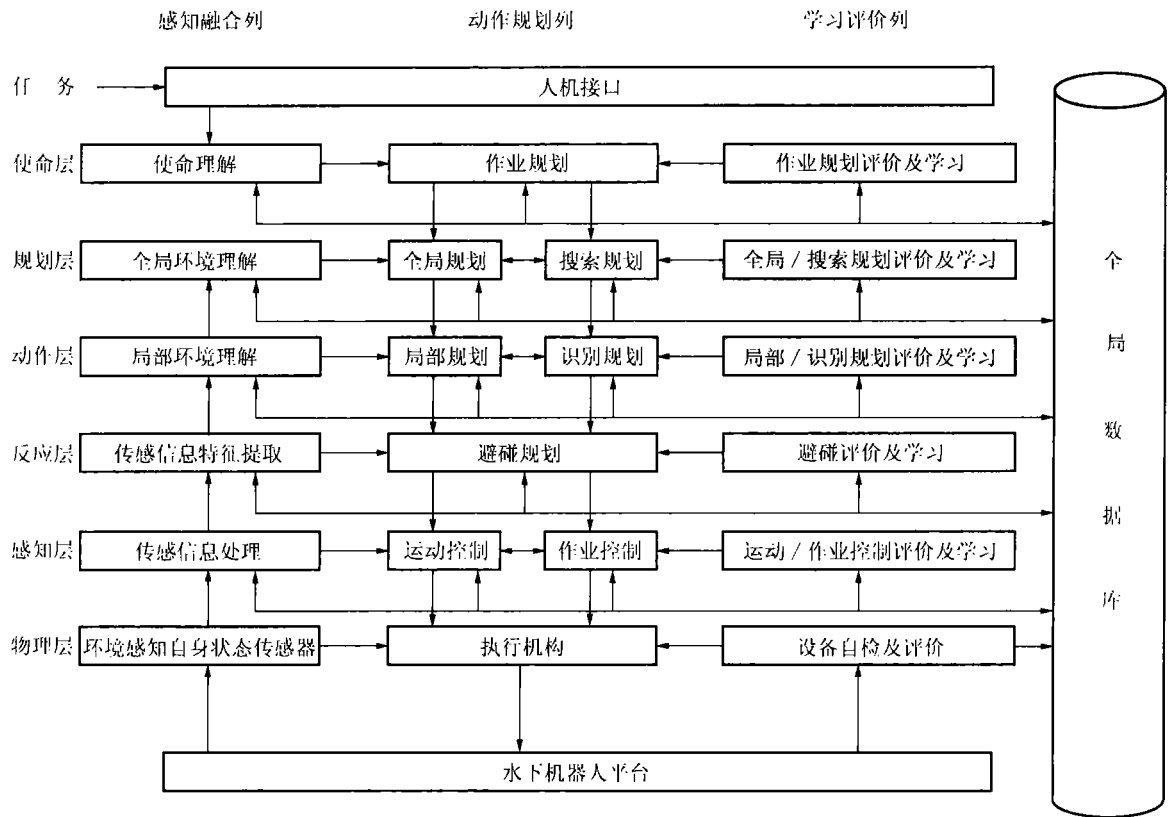 感知融合列 动作规划列 学习评价列
任 务 人机接口
使命层 使命理解 作业规划 作业规划评价及学习
规划层 全局环境理解 全局规划 搜索规划 全局/搜索规划评价及学习
动作层 局部环境理解 局部规划 识别规划 局部/识别规划评价及学习
反应层 传感信息特征提取 避碰规划 避碰评价及学习
感知层 传感信息处理 运动控制 作业控制 运动/作业控制评价及学习
物理层 环境感知自身状态传感器 执行机构 设备自检及评价
水下机器人平台
全
局
数
据
库